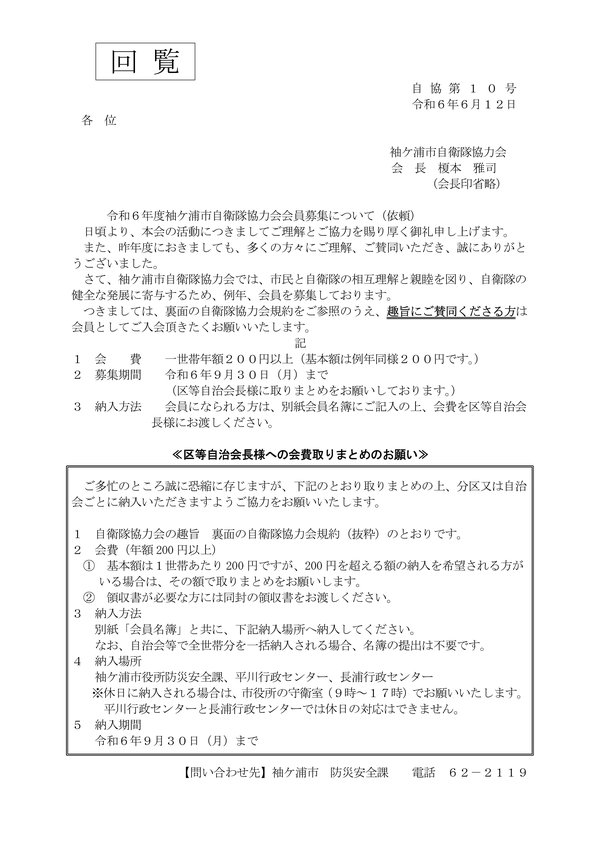 回覧
自協第１０号
令和６年６月１２日
各　位
袖ケ浦市自衛隊協力会
会　長　榎本　雅司
（会長印省略）
令和６年度袖ケ浦市自衛隊協力会会員募集について（依頼）
日頃より、本会の活動につきましてご理解とご協力を賜り厚く御礼申し上げます。
また、昨年度におきましても、多くの方々にご理解、ご賛同いただき、誠にありがと
うございました。
さて、袖ケ浦市自衛隊協力会では、市民と自衛隊の相互理解と親睦を図り、自衛隊の
健全な発展に寄与するため、例年、会員を募集しております。
つきましては、裏面の自衛隊協力会規約をご参照のうえ、趣旨にご賛同くださる方は
会員としてご入会頂きたくお願いいたします。
記
１　会　　費　　一世帯年額２００円以上（基本額は例年同様２００円です。）
２　募集期間　　令和６年９月３０日（月）まで
（区等自治会長様に取りまとめをお願いしております。）
３　納入方法　　会員になられる方は、別紙会員名簿にご記入の上、会費を区等自治会
長様にお渡しください。
≪区等自治会長様への会費取りまとめのお願い≫
ご多忙のところ誠に恐縮に存じますが、下記のとおり取りまとめの上、分区又は自治
会ごとに納入いただきますようご協力をお願いいたします。
１　自衛隊協力会の趣旨　裏面の自衛隊協力会規約（抜粋）のとおりです。
２　会費（年額200円以上）
①　基本額は１世帯あたり200円ですが、200円を超える額の納入を希望される方が
いる場合は、その額で取りまとめをお願いします。
②　領収書が必要な方には同封の領収書をお渡しください。
３　納入方法
別紙「会員名簿」と共に、下記納入場所へ納入してください。
なお、自治会等で全世帯分を一括納入される場合、名簿の提出は不要です。
４　納入場所
袖ケ浦市役所防災安全課、平川行政センター、長浦行政センター
※休日に納入される場合は、市役所の守衛室（９時～１７時）でお願いいたします。
平川行政センターと長浦行政センターでは休日の対応はできません。
５　納入期間
令和６年９月３０日（月）まで
【問い合わせ先】袖ケ浦市　防災安全課　　電話　６２－２１１９